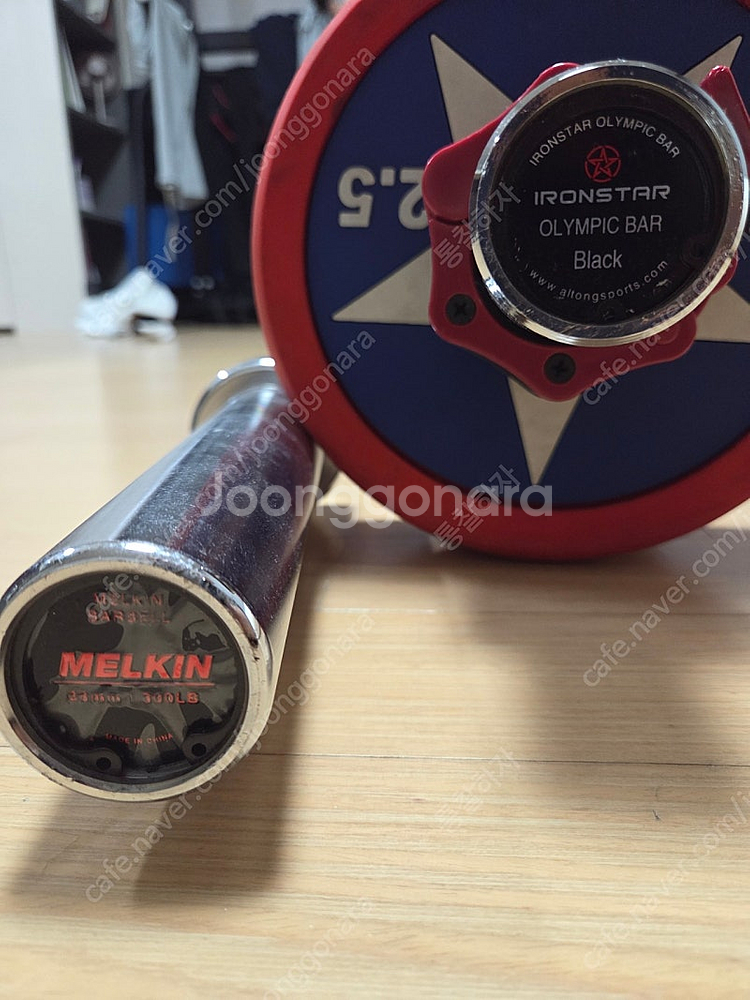 IRONSTAR OLYMPIC BAR
IRONSTAR
OLYMPIC BAR
Black
www.altongsports.com
2.5
Joonggonara
MELKIN
BARBELL
MELKIN
MADE IN CHINA
cafe.naver.com/joonggonara